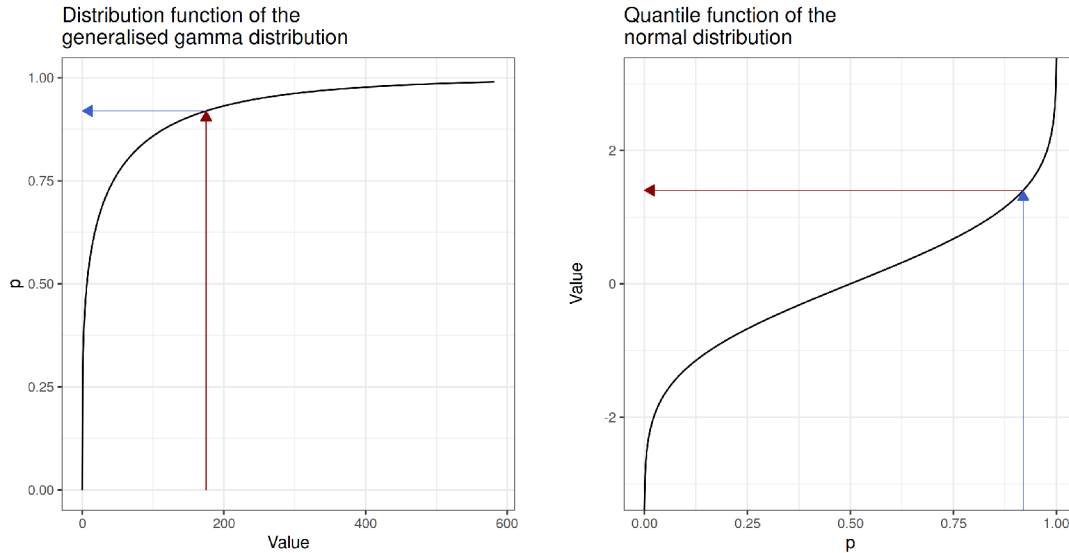 Distribution function of the
generalised gamma distribution
1.00
0.75
0.50
0.25
0.00
p
0
200
400
600
Value
Quantile function of the
normal distribution
2
0
-2
Value
0.00
0.25
0.50
0.75
1.00
p